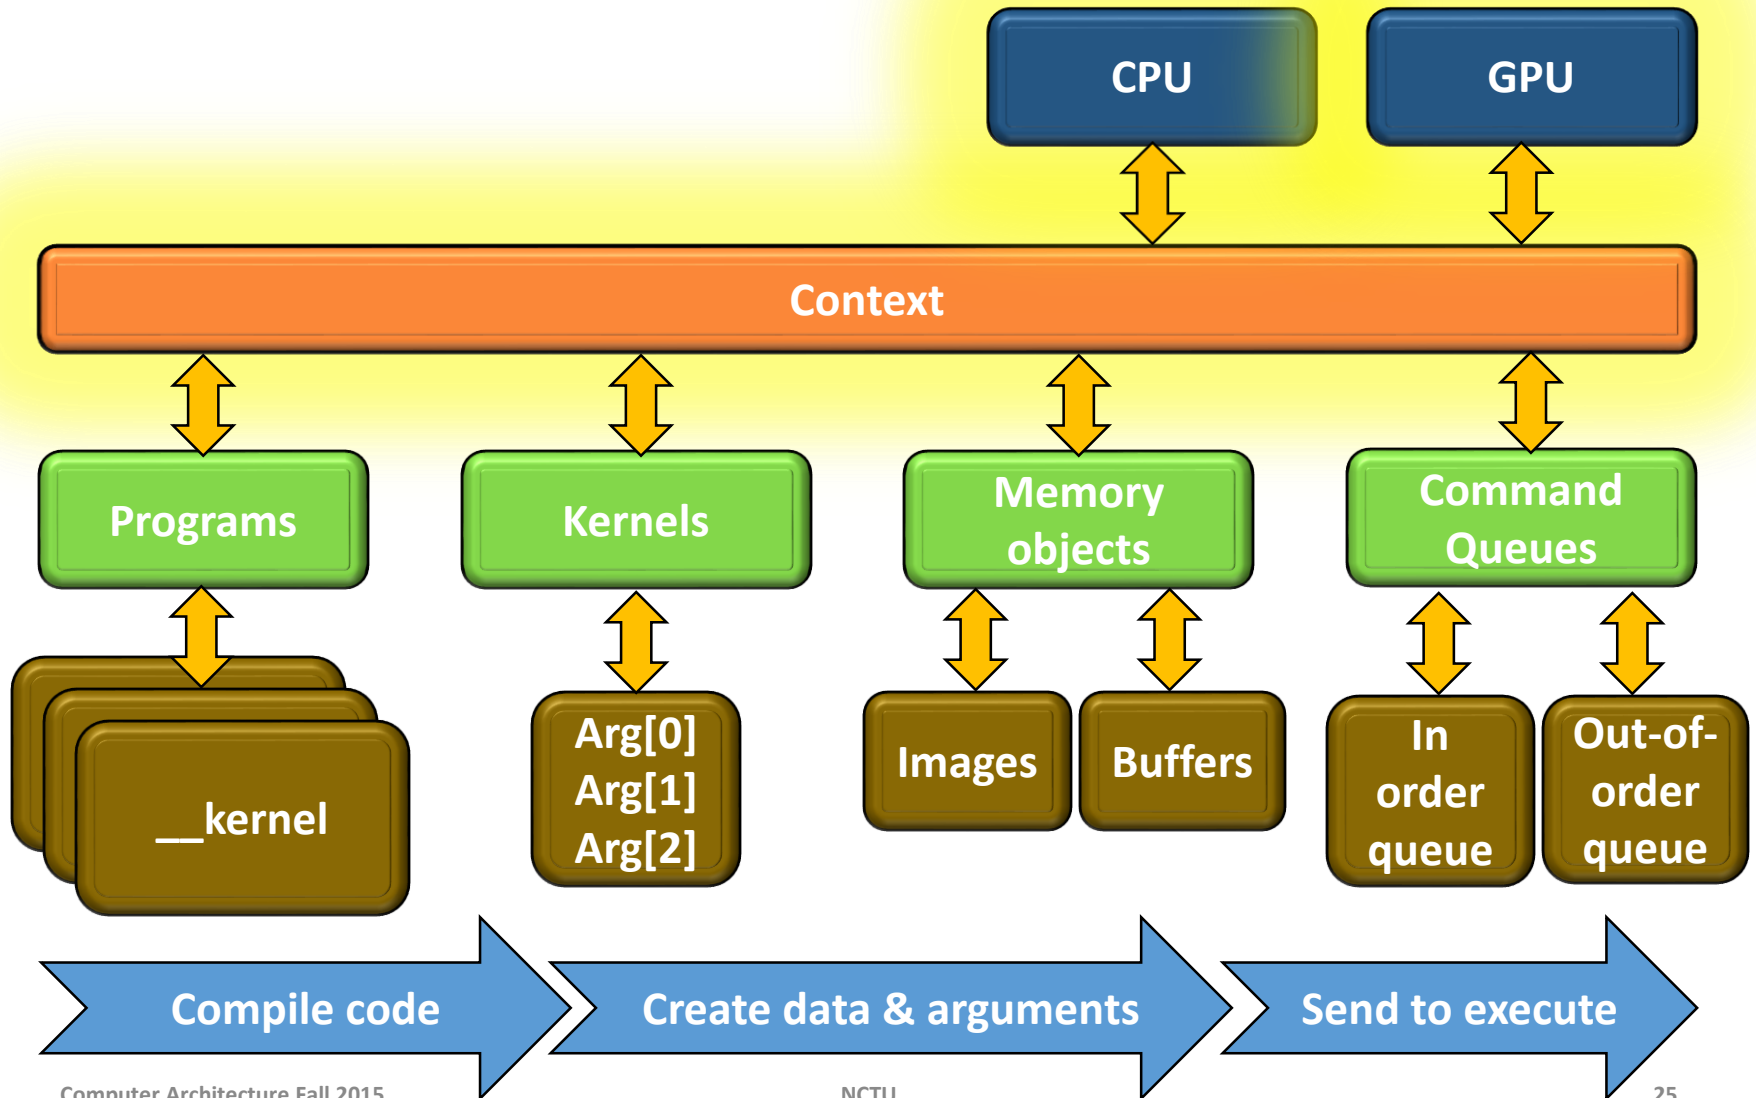 CPU
GPU
Context
Programs
Kernels
Memory
objects
Command
Queues
__kernel
Arg[0]
Arg[1]
Arg[2]
Images
Buffers
In
order
queue
Out-of-
order
queue
Compile code
Create data & arguments
Send to execute
Computer Architecture Fall 2015
NCTU
25